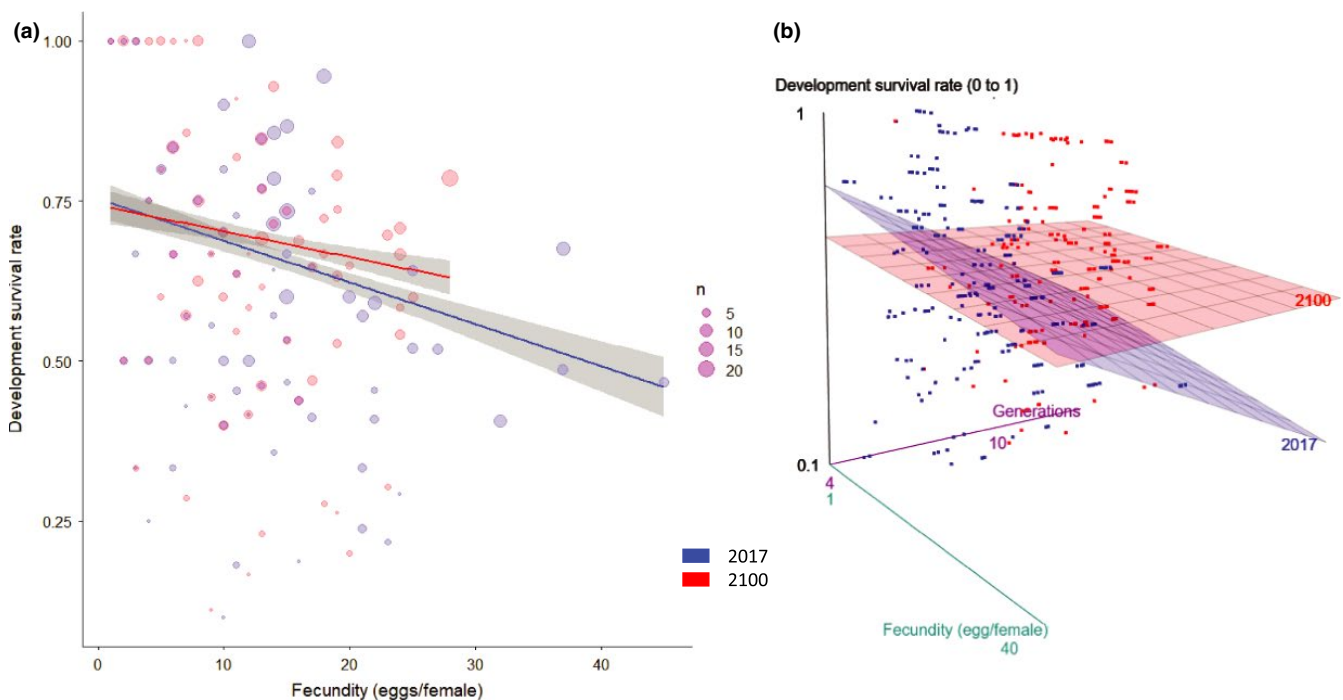 (a)
Development survival rate
1.00
0.75
0.50
0.25
0
10
20
30
40
Fecundity (eggs/female)
n
5
10
15
20
2017
2100
(b)
Development survival rate (0 to 1)
1
0.1
Generations
10
4
1
2100
2017
Fecundity (egg/female)
40